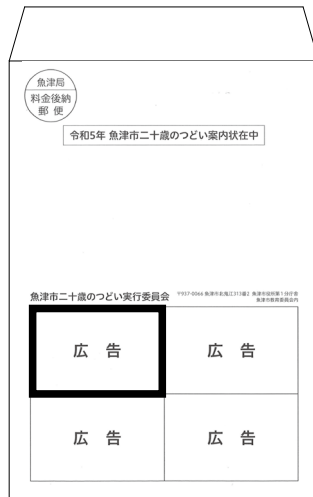 魚津局
料金後納
郵便
令和5年 魚津市二十歳のつどい案内状在中
魚津市二十歳のつどい実行委員会
〒937-0066 魚津市北鬼江313番2 魚津市役所第1分庁舎
魚津市教育委員会内
広 告
広 告
広 告
広 告